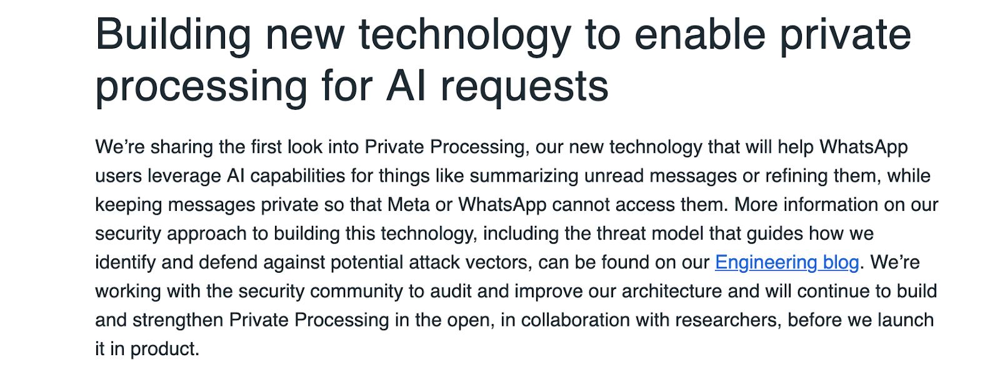 Building new technology to enable private
processing for AI requests
We’re sharing the first look into Private Processing, our new technology that will help WhatsApp
users leverage AI capabilities for things like summarizing unread messages or refining them, while
keeping messages private so that Meta or WhatsApp cannot access them. More information on our
security approach to building this technology, including the threat model that guides how we
identify and defend against potential attack vectors, can be found on our Engineering blog. We’re
working with the security community to audit and improve our architecture and will continue to build
and strengthen Private Processing in the open, in collaboration with researchers, before we launch
it in product.